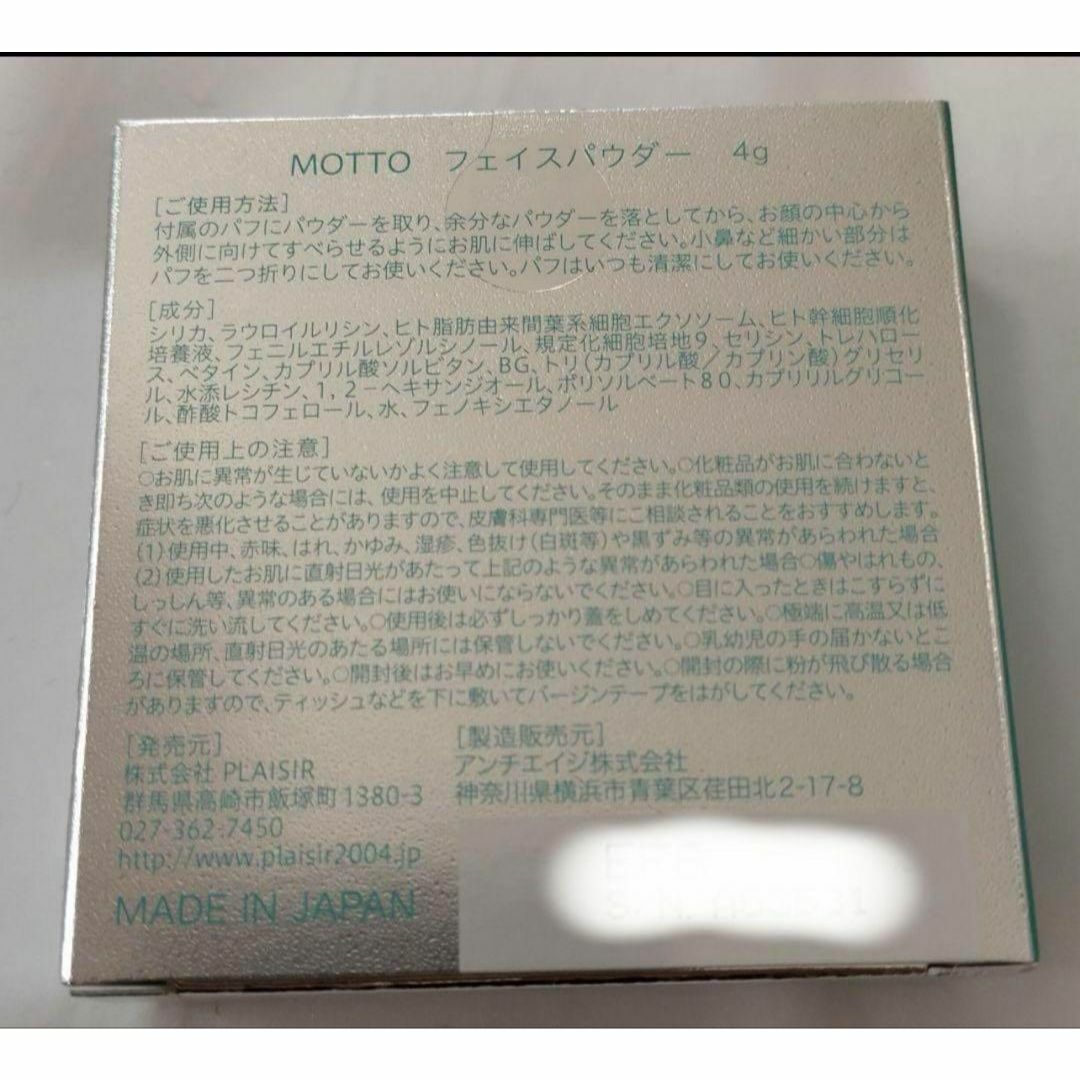 MOTTO フェイスパウダー 4g
[ご使用方法]
付属のパフにパウダーを取り、余分なパウダーを落としてから、お顔の中心から
外側に向けてすべらせるようにお肌に伸ばしてください。小鼻など細かい部分は
パフを二つ折りにしてお使いください。パフはいつも清潔にしてお使いください。
[成分]
シリカ、ラウロイルリシン、ヒト脂肪由来間葉系細胞エクソソーム、ヒト幹細胞順化
培養液、フェニルエチルレゾルシノール、規定化細胞培地9、セリシン、トレハロー
ス、ベタイン、カプリル酸ソルビタン、BG、トリ(カプリル酸／カプリン酸)グリセリ
ル、水添レシチン、1,2－ヘキサンジオール、ポリソルベート80、カプリリルグリコー
ル、酢酸トコフェロール、水、フェノキシエタノール
[ご使用上の注意]
○お肌に異常が生じていないかよく注意して使用してください。○化粧品がお肌に合わないと
き即ち次のような場合には、使用を中止してください。そのまま化粧品類の使用を続けますと、
症状を悪化させることがありますので、皮膚科専門医等にご相談されることをおすすめします。
(1)使用中、赤味、はれ、かゆみ、湿疹、色抜け(白斑等)や黒ずみ等の異常があらわれた場合
(2)使用したお肌に直射日光があたって上記のような異常があらわれた場合○傷やはれもの、
しっしん等、異常のある場合にはお使いにならないでください。○目に入ったときはこすらずに
すぐに洗い流してください。○使用後は必ずしっかり蓋をしめてください。○極端に高温又は低
温の場所、直射日光のあたる場所には保管しないでください。○乳幼児の手の届かないとこ
ろに保管してください。○開封後はお早めにお使いください。○開封の際に粉が飛び散る場合
がありますので、ティッシュなどを下に敷いてバージンテープをはがしてください。
[発売元]
株式会社 PLAISIR
群馬県高崎市飯塚町1380-3
027-362-7450
http://www.plaisir2004.jp
[製造販売元]
アンチエイジ株式会社
神奈川県横浜市青葉区荏田北2-17-8
MADE IN JAPAN